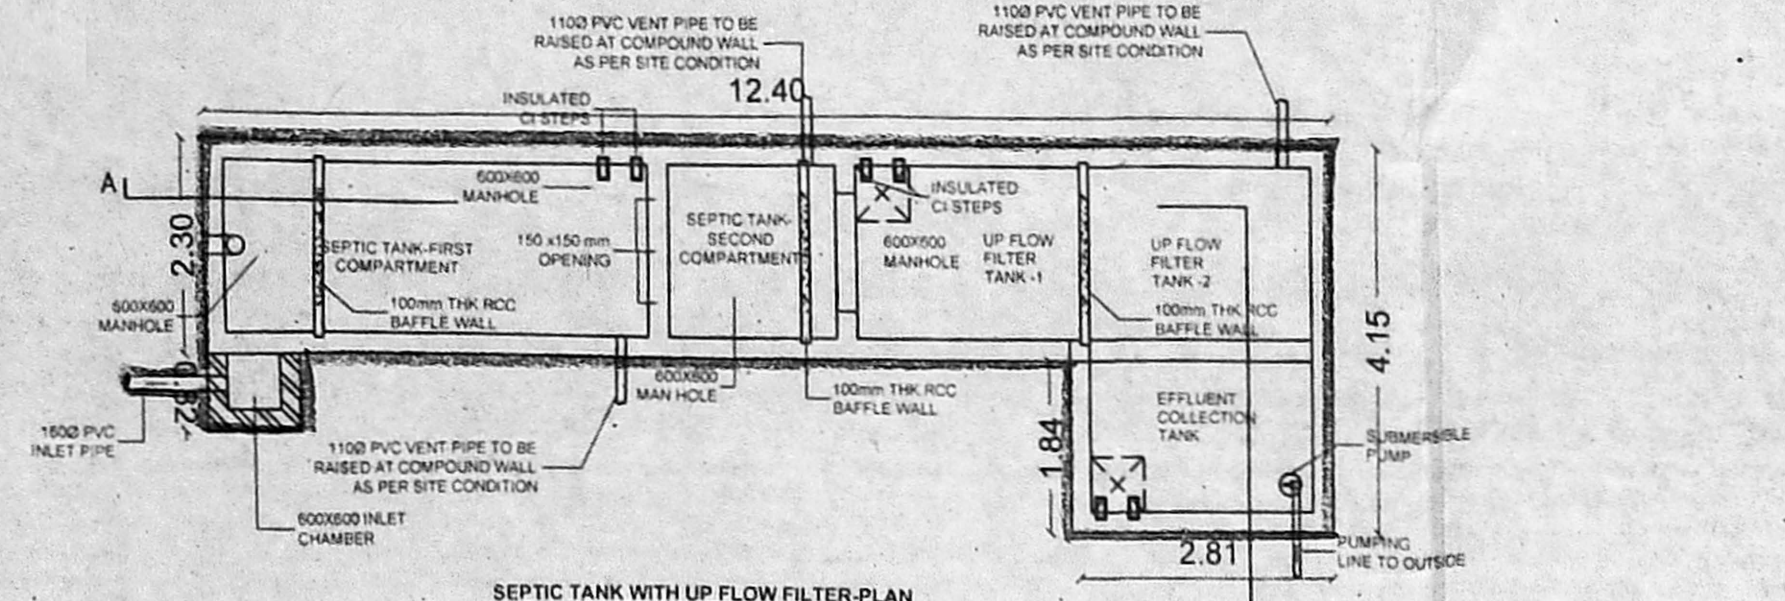 110Ø PVC VENT PIPE TO BE
RAISED AT COMPOUND WALL
AS PER SITE CONDITION
110Ø PVC VENT PIPE TO BE
RAISED AT COMPOUND WALL
AS PER SITE CONDITION
12.40
INSULATED
CI STEPS
A
600X600
MANHOLE
INSULATED
CI STEPS
2.30
SEPTIC TANK-FIRST
COMPARTMENT
150 x150 mm
OPENING
SEPTIC TANK-
SECOND
COMPARTMENT
600X600
MANHOLE
UP FLOW
FILTER
TANK -1
UP FLOW
FILTER
TANK -2
600X600
MANHOLE
100mm THK RCC
BAFFLE WALL
100mm THK RCC
BAFFLE WALL
4.15
600X600
MAN HOLE
100mm THK RCC
BAFFLE WALL
EFFLUENT
COLLECTION
TANK
160Ø PVC
INLET PIPE
1.84
SUBMERSIBLE
PUMP
110Ø PVC VENT PIPE TO BE
RAISED AT COMPOUND WALL
AS PER SITE CONDITION
600X600 INLET
CHAMBER
2.81
PUMPING
LINE TO OUTSIDE
SEPTIC TANK WITH UP FLOW FILTER-PLAN